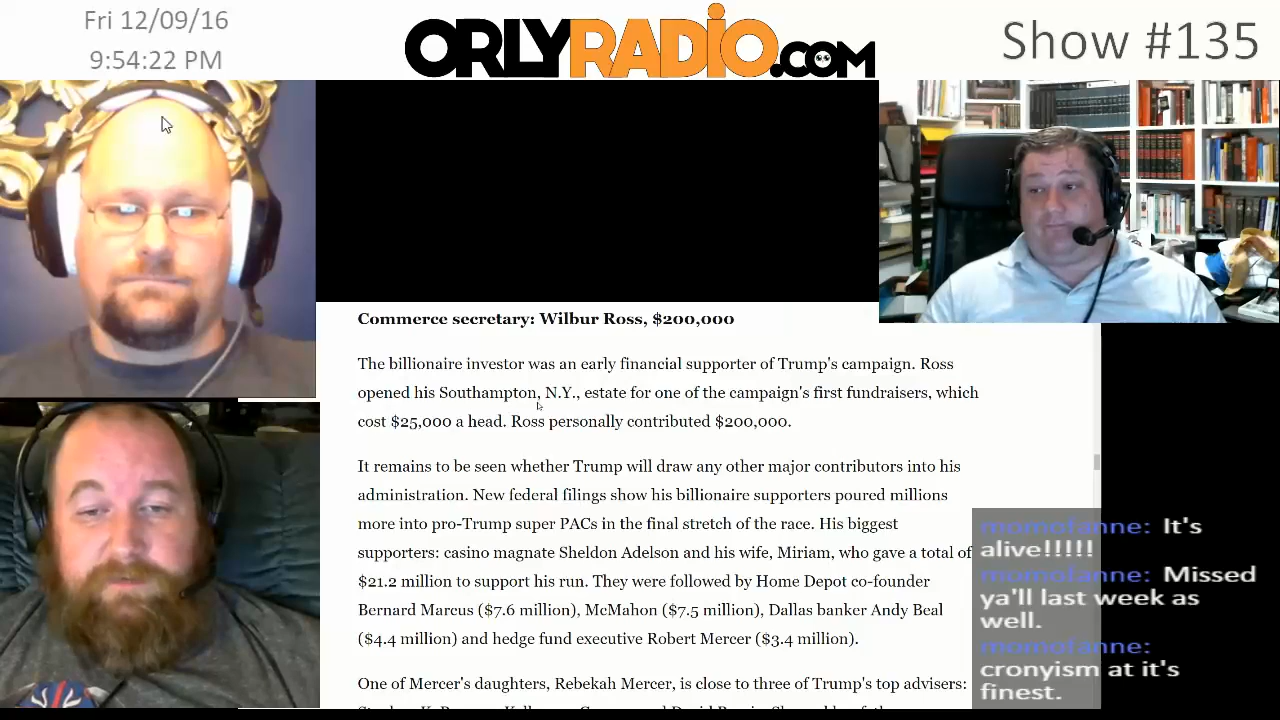 Fri 12/09/16
9:54:22 PM
ORLYRADIO.COM
Show #135
Commerce secretary: Wilbur Ross, $200,000
The billionaire investor was an early financial supporter of Trump's campaign. Ross
opened his Southampton, N.Y., estate for one of the campaign's first fundraisers, which
cost $25,000 a head. Ross personally contributed $200,000.
It remains to be seen whether Trump will draw any other major contributors into his
administration. New federal filings show his billionaire supporters poured millions
more into pro-Trump super PACs in the final stretch of the race. His biggest
supporters: casino magnate Sheldon Adelson and his wife, Miriam, who gave a total of
$21.2 million to support his run. They were followed by Home Depot co-founder
Bernard Marcus ($7.6 million), McMahon ($7.5 million), Dallas banker Andy Beal
($4.4 million) and hedge fund executive Robert Mercer ($3.4 million).
One of Mercer's daughters, Rebekah Mercer, is close to three of Trump's top advisers:
momofanne: It's
alive!!!!!
momofanne: Missed
ya'll last week as
well.
momofanne:
cronyism at it's
finest.